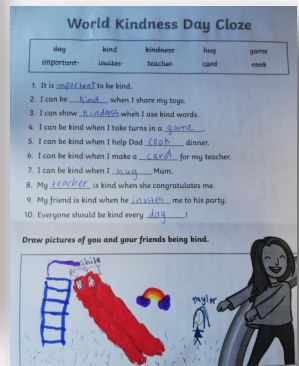 World Kindness Day Cloze
day kind kindness hug game
important invites teacher card cook
1. It is important to be kind.
2. I can be kind when I share my toys.
3. I can show kindness wheh I use kind words.
4. I can be kind when I take turns in a game
5. I can be kind when I help Dad cook dinner.
6. I can be kind when I make a card for my teacher.
7. I can be kind when I hug Mum.
8. My teacher is kind when she congratulates me.
9. My friend is kind when he invites me to his party.
10. Everyone should be kind every day!
Draw pictures of you and your friends being kind.